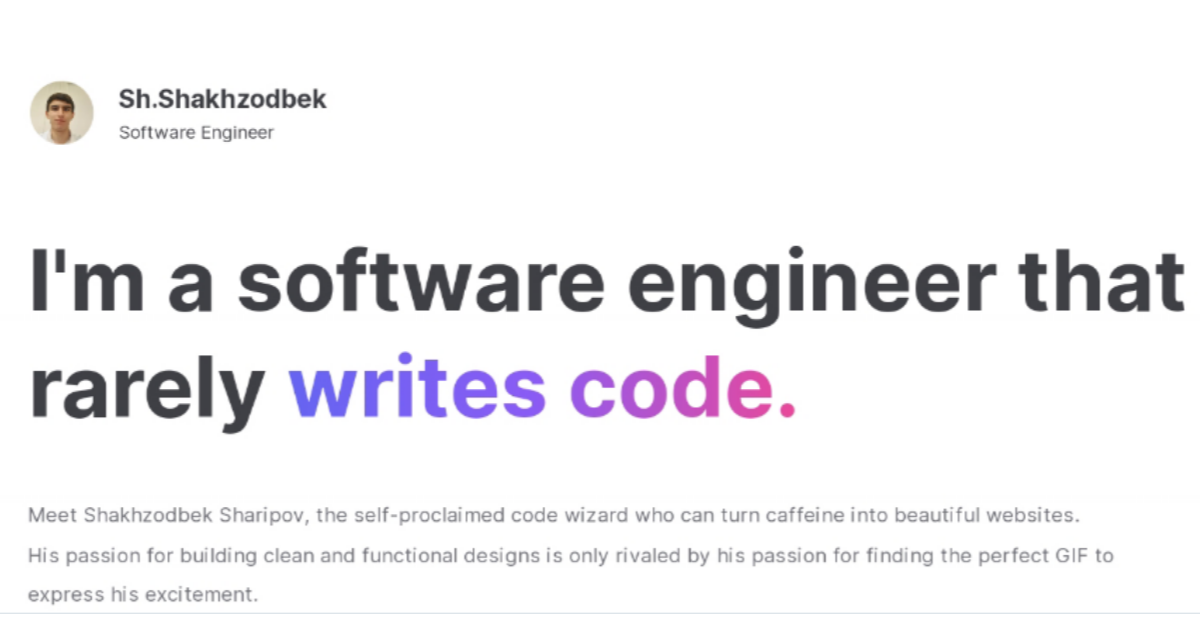 Sh.Shakhzodbek
Software Engineer
I'm a software engineer that
rarely writes code.
Meet Shakhzodbek Sharipov, the self-proclaimed code wizard who can turn caffeine into beautiful websites.
His passion for building clean and functional designs is only rivaled by his passion for finding the perfect GIF to
express his excitement.